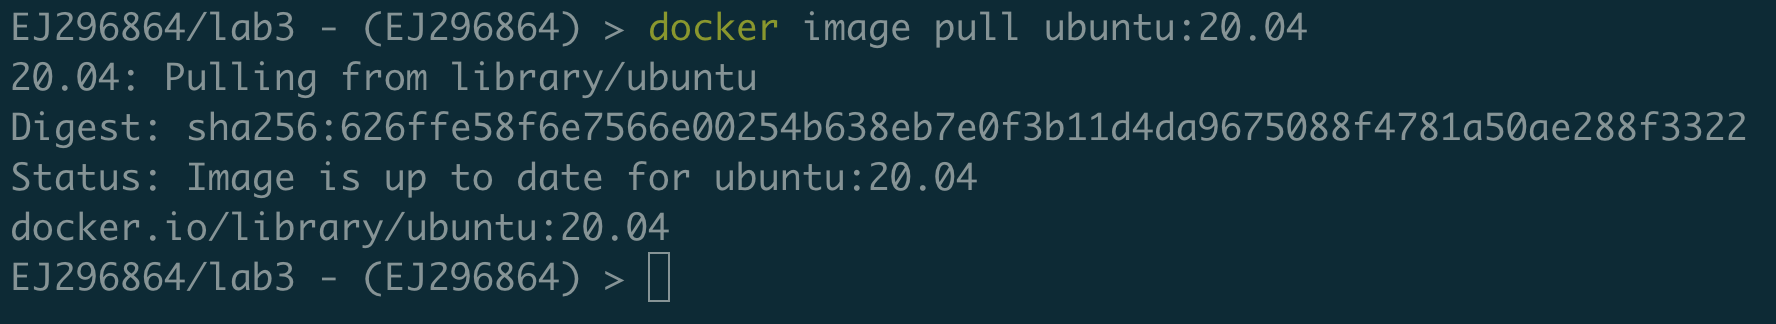 EJ296864/lab3 - (EJ296864) > docker image pull ubuntu:20.04
20.04: Pulling from library/ubuntu
Digest: sha256:626ffe58f6e7566e00254b638eb7e0f3b11d4da9675088f4781a50ae288f3322
Status: Image is up to date for ubuntu:20.04
docker.io/library/ubuntu:20.04
EJ296864/lab3 - (EJ296864) >